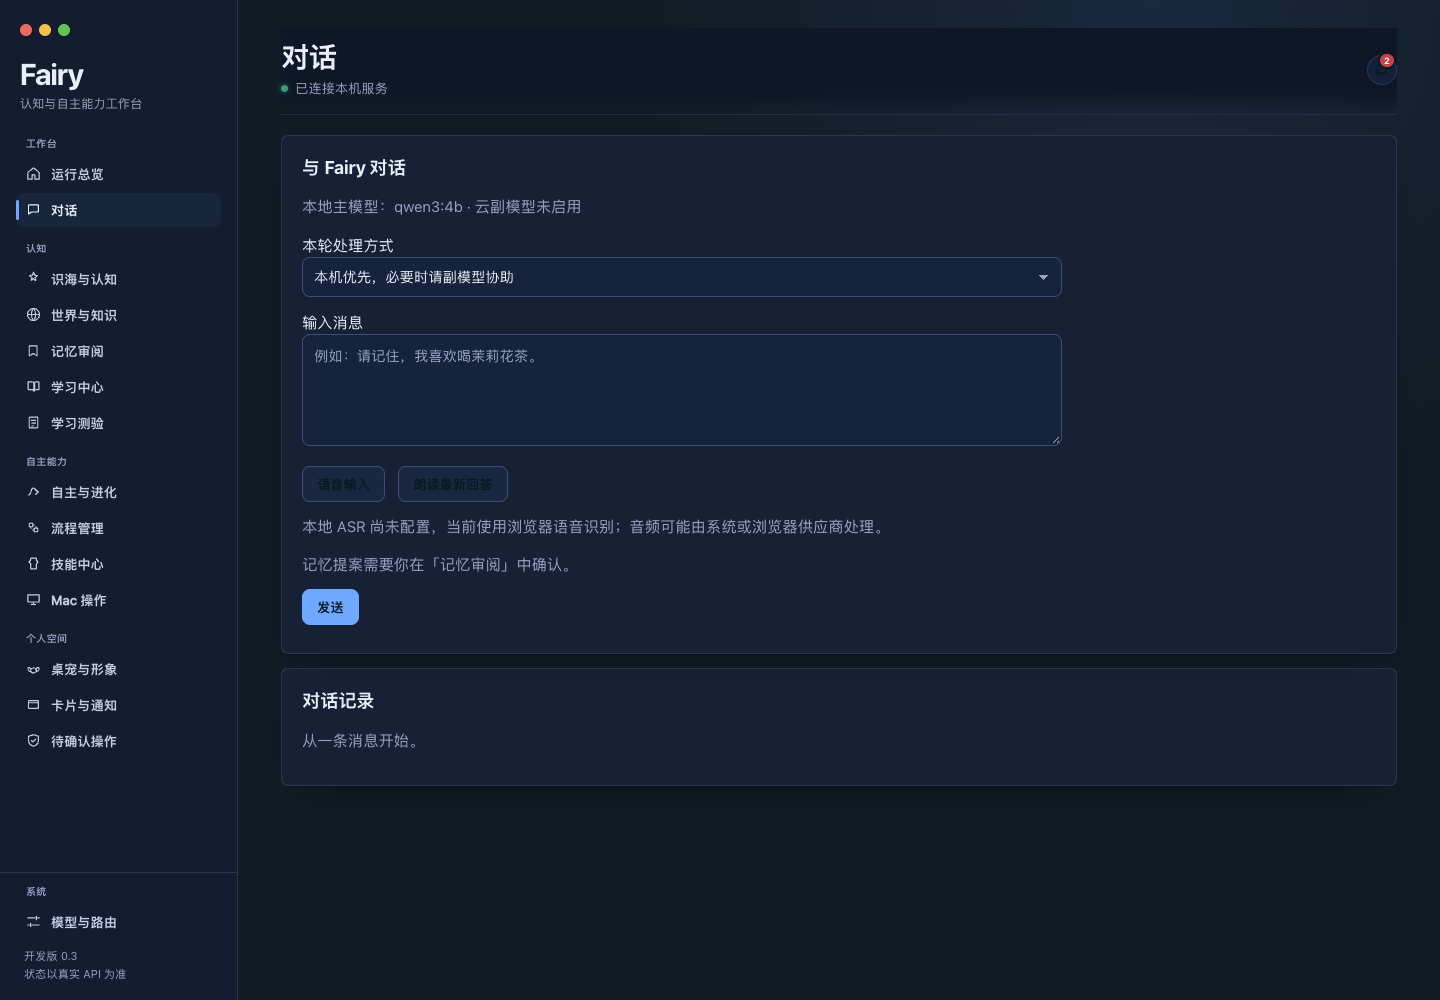 Fairy
认知与自主能力工作台
工作台
运行总览
对话
认知
识海与认知
世界与知识
记忆审阅
学习中心
学习测验
自主能力
自主与进化
流程管理
技能中心
Mac 操作
个人空间
桌宠与形象
卡片与通知
待确认操作
系统
模型与路由
开发版 0.3
状态以真实 API 为准
对话
已连接本机服务
2
与 Fairy 对话
本地主模型：qwen3:4b · 云副模型未启用
本轮处理方式
本机优先，必要时请副模型协助
输入消息
例如：请记住，我喜欢喝茉莉花茶。
语音输入
朗读最新回答
本地 ASR 尚未配置，当前使用浏览器语音识别；音频可能由系统或浏览器供应商处理。
记忆提案需要你在「记忆审阅」中确认。
发送
对话记录
从一条消息开始。